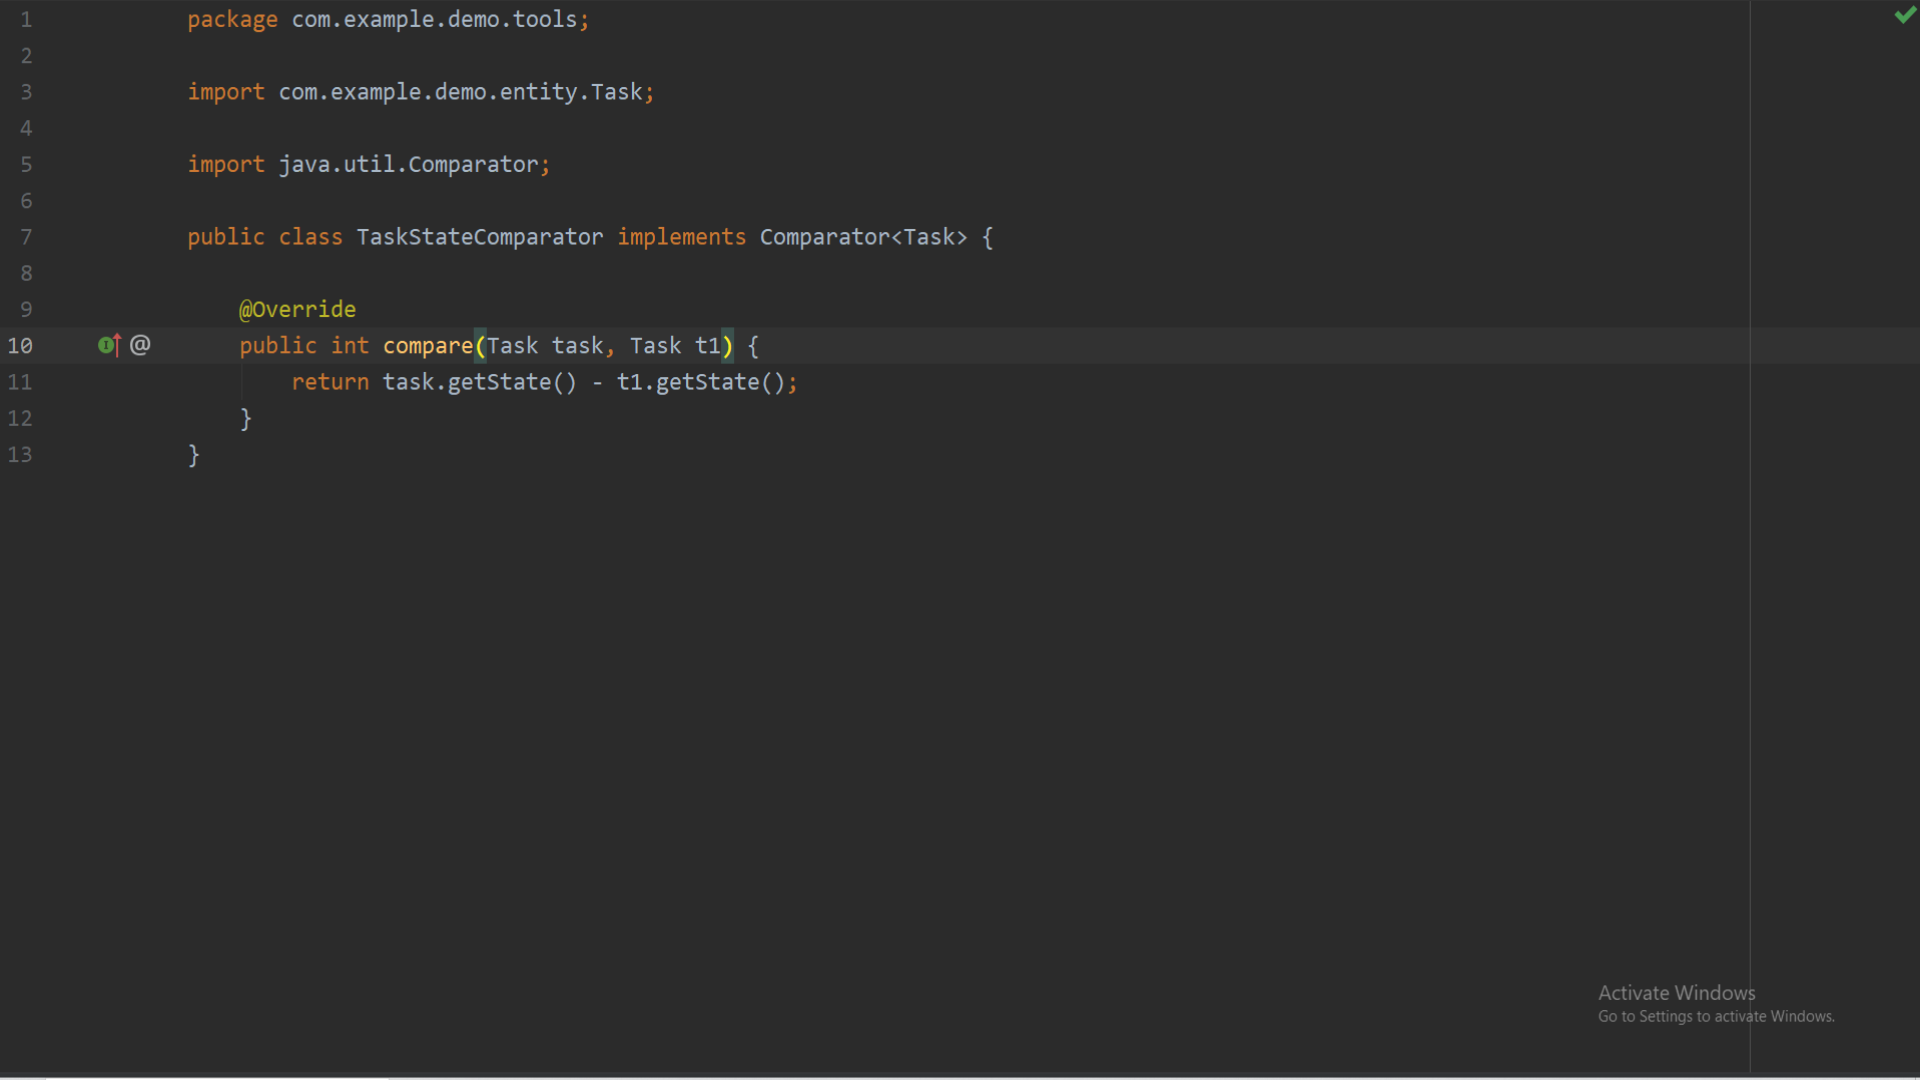 1 package com.example.demo.tools;
2
3 import com.example.demo.entity.Task;
4
5 import java.util.Comparator;
6
7 public class TaskStateComparator implements Comparator<Task> {
8
9 @Override
10 @ public int compare(Task task, Task t1) {
11 return task.getState() - t1.getState();
12 }
13 }
Activate Windows
Go to Settings to activate Windows.